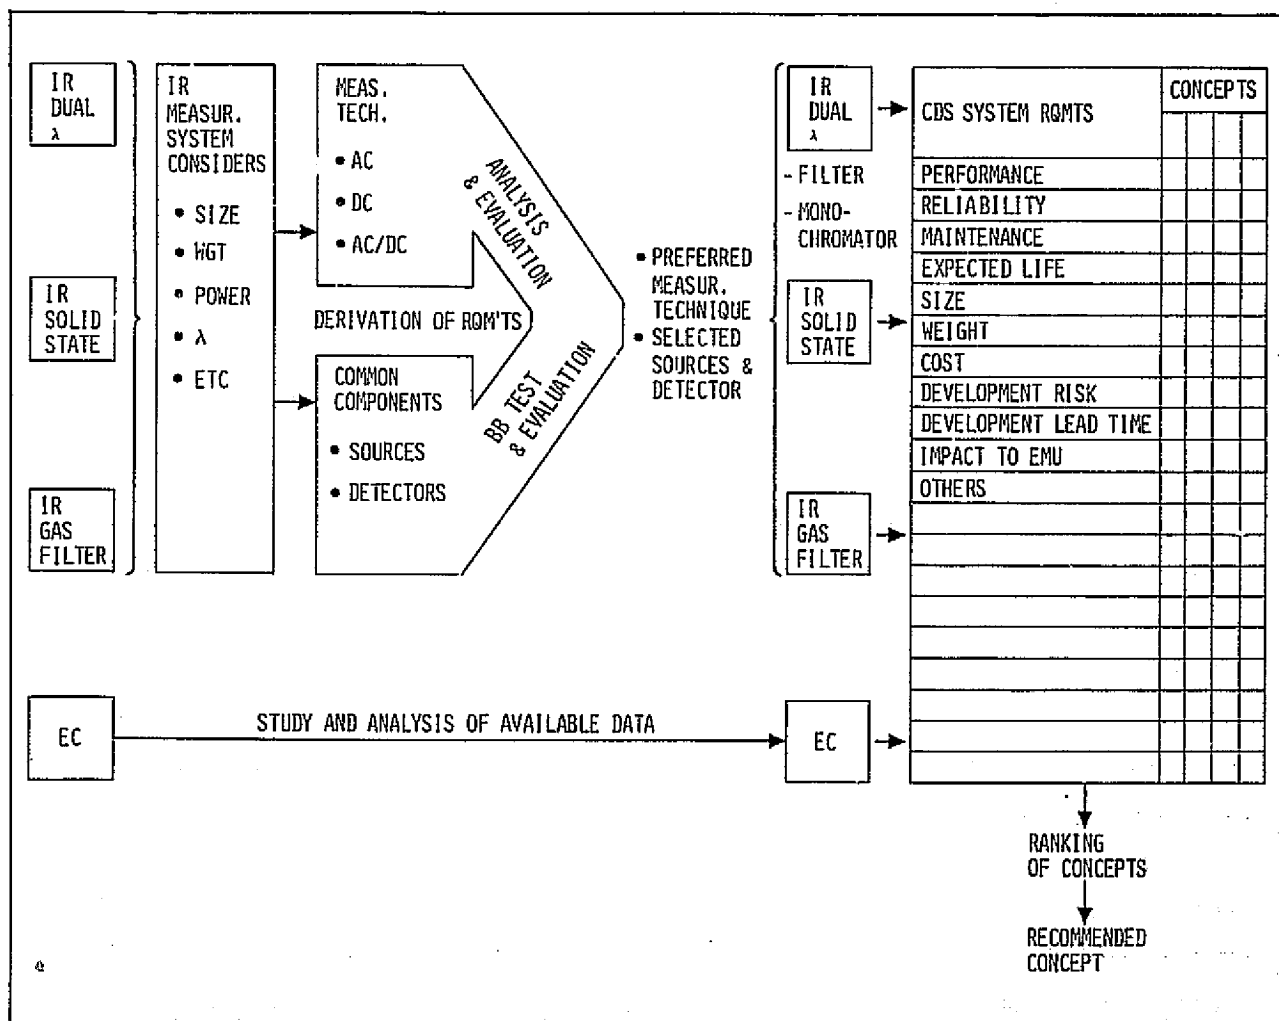 IR
DUAL
λ
IR
SOLID
STATE
IR
GAS
FILTER
IR
MEASUR.
SYSTEM
CONSIDERS
• SIZE
• WGT
• POWER
• λ
• ETC
MEAS.
TECH.
• AC
• DC
• AC/DC
ANALYSIS
& EVALUATION
DERIVATION OF RQM'TS
COMMON
COMPONENTS
• SOURCES
• DETECTORS
BB TEST
& EVALUATION
• PREFERRED
MEASUR.
TECHNIQUE
• SELECTED
SOURCES &
DETECTOR
IR
DUAL
λ
- FILTER
- MONO-
CHROMATOR
IR
SOLID
STATE
IR
GAS
FILTER
CDS SYSTEM RQMTS
CONCEPTS
PERFORMANCE
RELIABILITY
MAINTENANCE
EXPECTED LIFE
SIZE
WEIGHT
COST
DEVELOPMENT RISK
DEVELOPMENT LEAD TIME
IMPACT TO EMU
OTHERS
EC
STUDY AND ANALYSIS OF AVAILABLE DATA
EC
RANKING
OF CONCEPTS
RECOMMENDED
CONCEPT